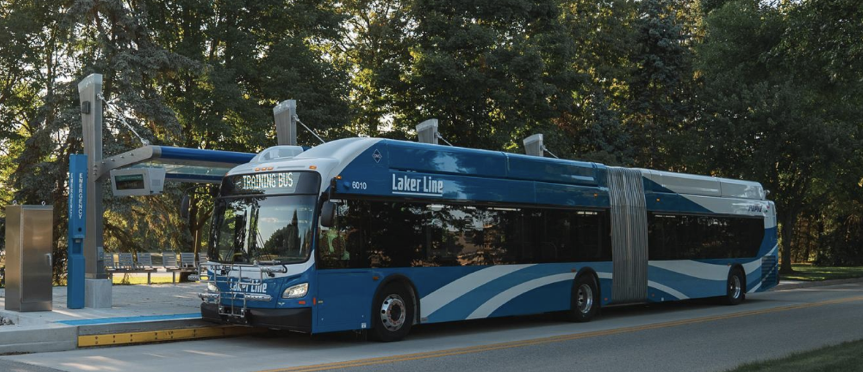 EMERGENCY
TRAINING BUS
6010
Laker Line
Laker Line